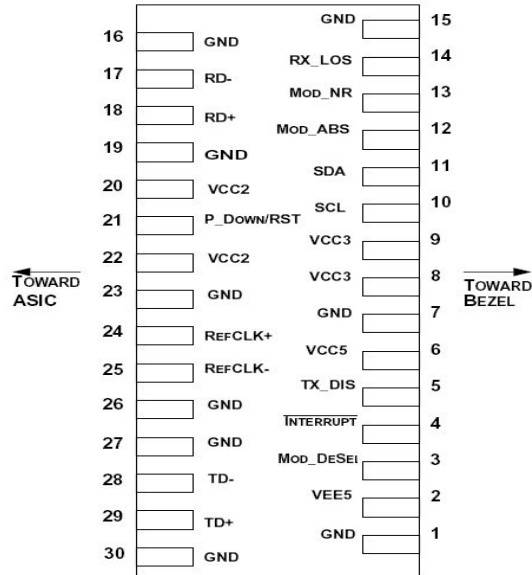 16 GND
17 RD-
18 RD+
19 GND
20 VCC2
21 P_DOWN/RST
22 VCC2
23 GND
24 REFCLK+
25 REFCLK-
26 GND
27 GND
28 TD-
29 TD+
30 GND
TOWARD
ASIC
GND 15
RX_LOS 14
MOD_NR 13
MOD_ABS 12
SDA 11
SCL 10
VCC3 9
VCC3 8
GND 7
VCC5 6
TX_DIS 5
INTERRUPT 4
MOD_DESEL 3
VEE5 2
GND 1
TOWARD
BEZEL